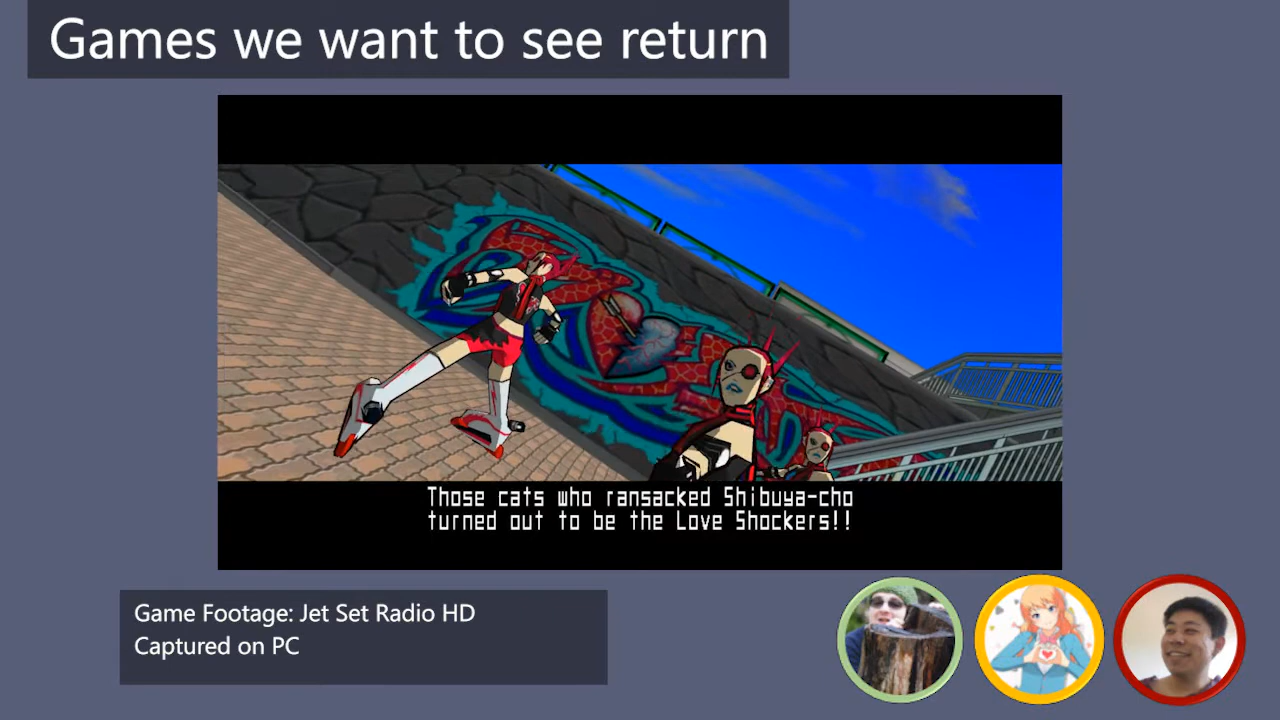 Games we want to see return
Those cats who ransacked Shibuya-cho
turned out to be the Love Shockers!!
Game Footage: Jet Set Radio HD
Captured on PC